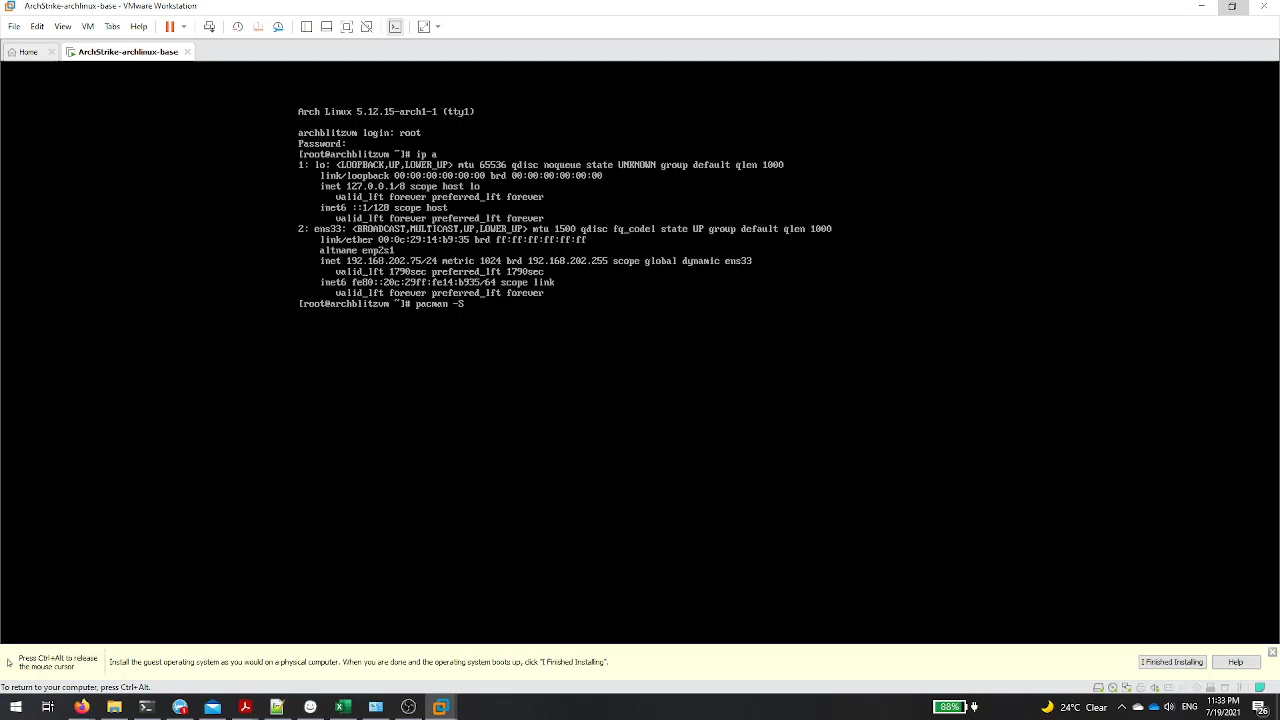 ArchStrike-archlinux-base - VMware Workstation
File Edit View VM Tabs Help
Home ArchStrike-archlinux-base
Arch Linux 5.12.15-arch1-1 (tty1)
archblitzvm login: root
Password:
[root@archblitzvm ~]# ip a
1: lo: <LOOPBACK,UP,LOWER_UP> mtu 65536 qdisc noqueue state UNKNOWN group default qlen 1000
link/loopback 00:00:00:00:00:00 brd 00:00:00:00:00:00
inet 127.0.0.1/8 scope host lo
valid_lft forever preferred_lft forever
inet6 ::1/128 scope host
valid_lft forever preferred_lft forever
2: ens33: <BROADCAST,MULTICAST,UP,LOWER_UP> mtu 1500 qdisc fq_codel state UP group default qlen 1000
link/ether 00:0c:29:14:b9:35 brd ff:ff:ff:ff:ff:ff
altname enp2s1
inet 192.168.202.75/24 metric 1024 brd 192.168.202.255 scope global dynamic ens33
valid_lft 1790sec preferred_lft 1790sec
inet6 fe80::20c:29ff:fe14:b935/64 scope link
valid_lft forever preferred_lft forever
[root@archblitzvm ~]# pacman -S
Press Ctrl+Alt to release
the mouse cursor
Install the guest operating system as you would on a physical computer. When you are done and the operating system boots up, click "I Finished Installing".
I Finished Installing Help
To return to your computer, press Ctrl+Alt.
88% 24°C Clear ENG 11:33 PM
7/19/2021
26